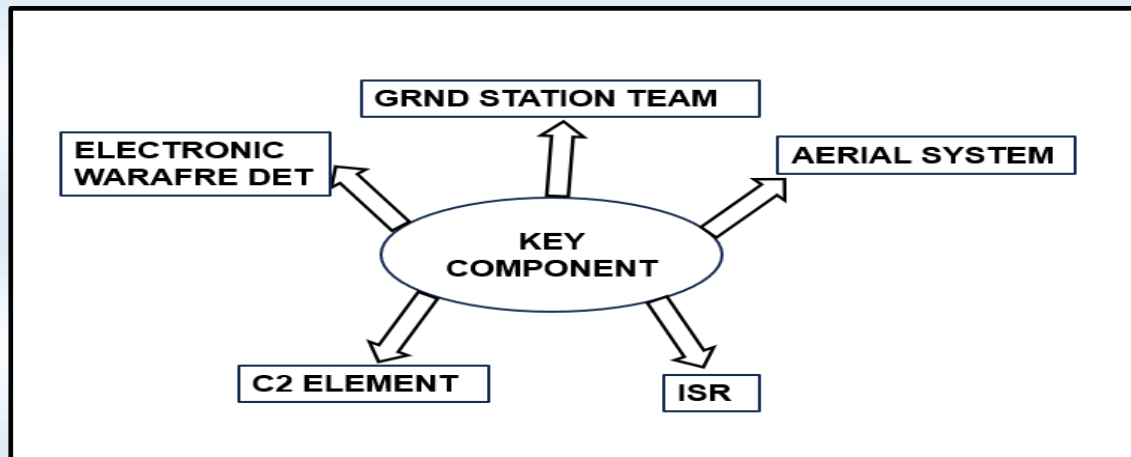 GRND STATION TEAM
ELECTRONIC
WARAFRE DET
AERIAL SYSTEM
KEY
COMPONENT
C2 ELEMENT
ISR